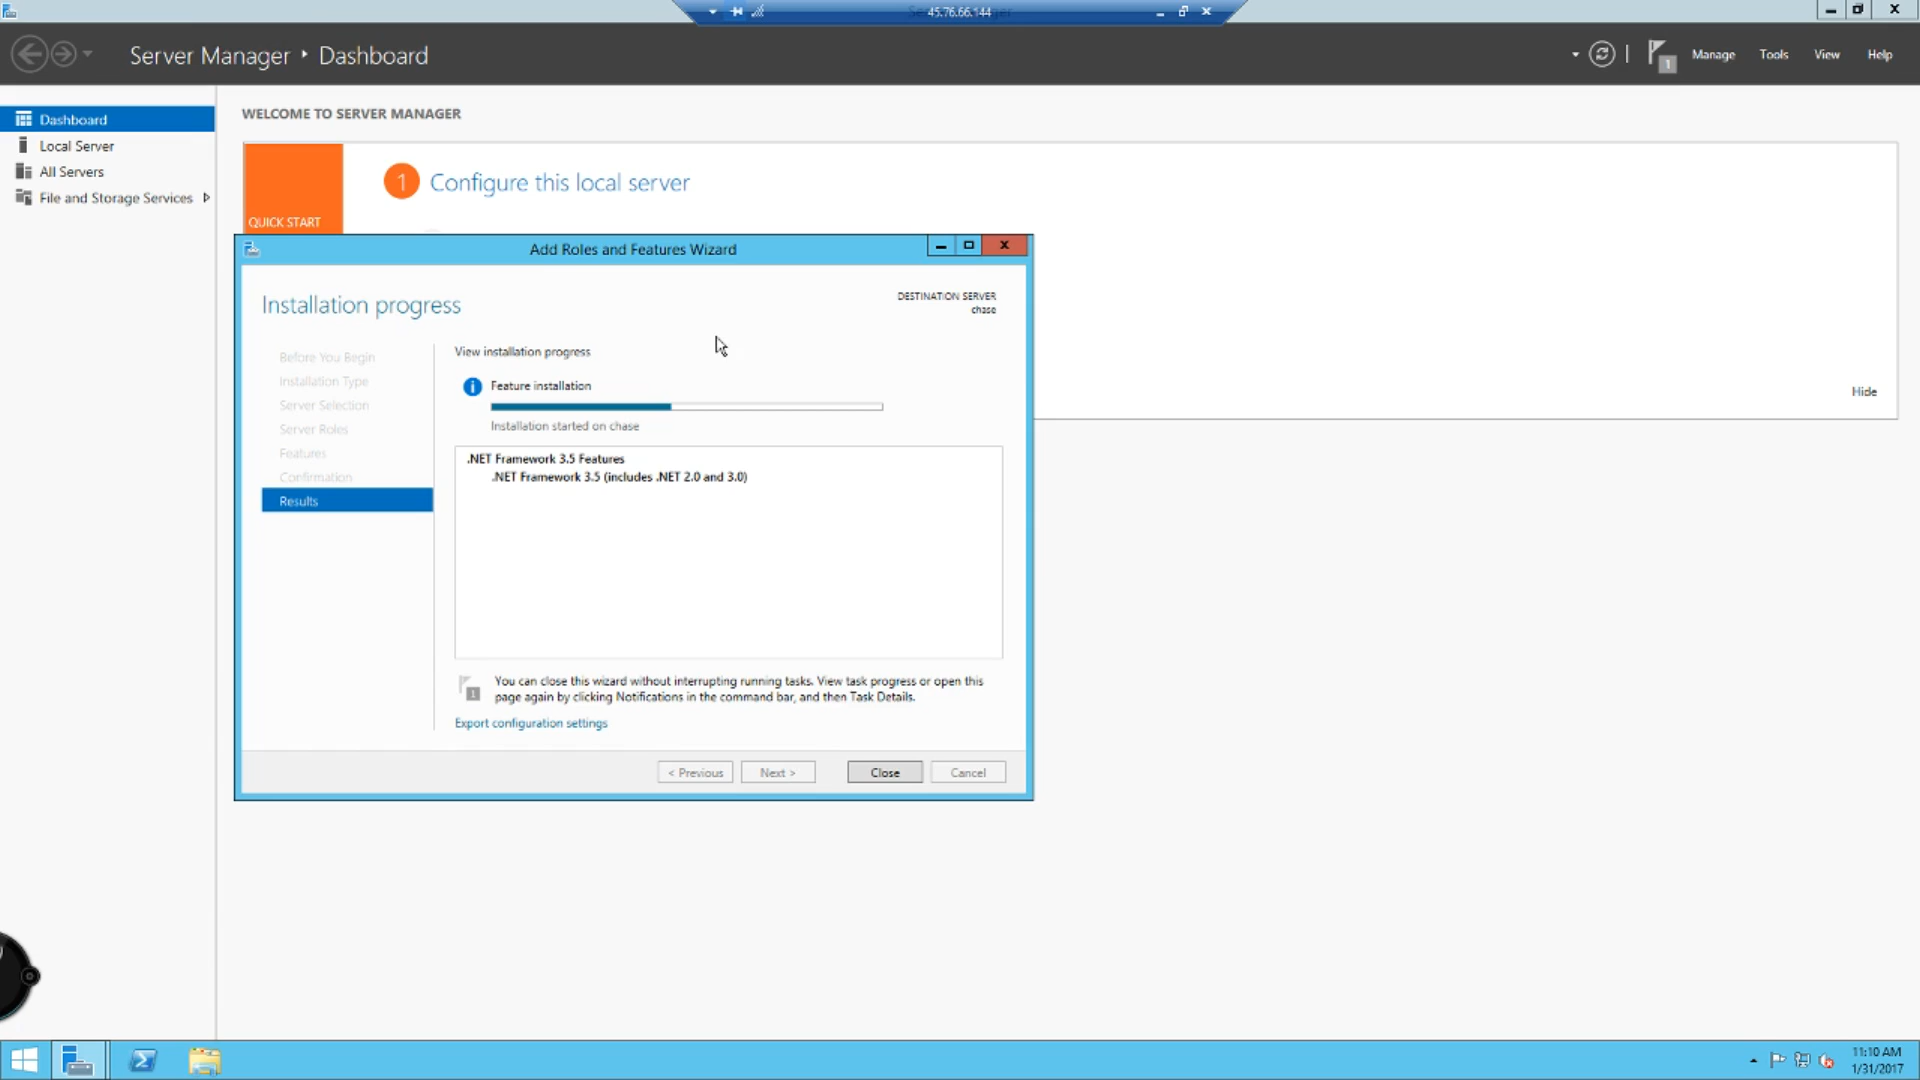 45.76.66.144
Server Manager ‣ Dashboard
1
Manage
Tools
View
Help
Dashboard
Local Server
All Servers
File and Storage Services
WELCOME TO SERVER MANAGER
QUICK START
1
Configure this local server
Hide
Add Roles and Features Wizard
Installation progress
DESTINATION SERVER
chase
Before You Begin
Installation Type
Server Selection
Server Roles
Features
Confirmation
Results
View installation progress
Feature installation
Installation started on chase
.NET Framework 3.5 Features
.NET Framework 3.5 (includes .NET 2.0 and 3.0)
1
You can close this wizard without interrupting running tasks. View task progress or open this
page again by clicking Notifications in the command bar, and then Task Details.
Export configuration settings
< Previous
Next >
Close
Cancel
11:10 AM
1/31/2017